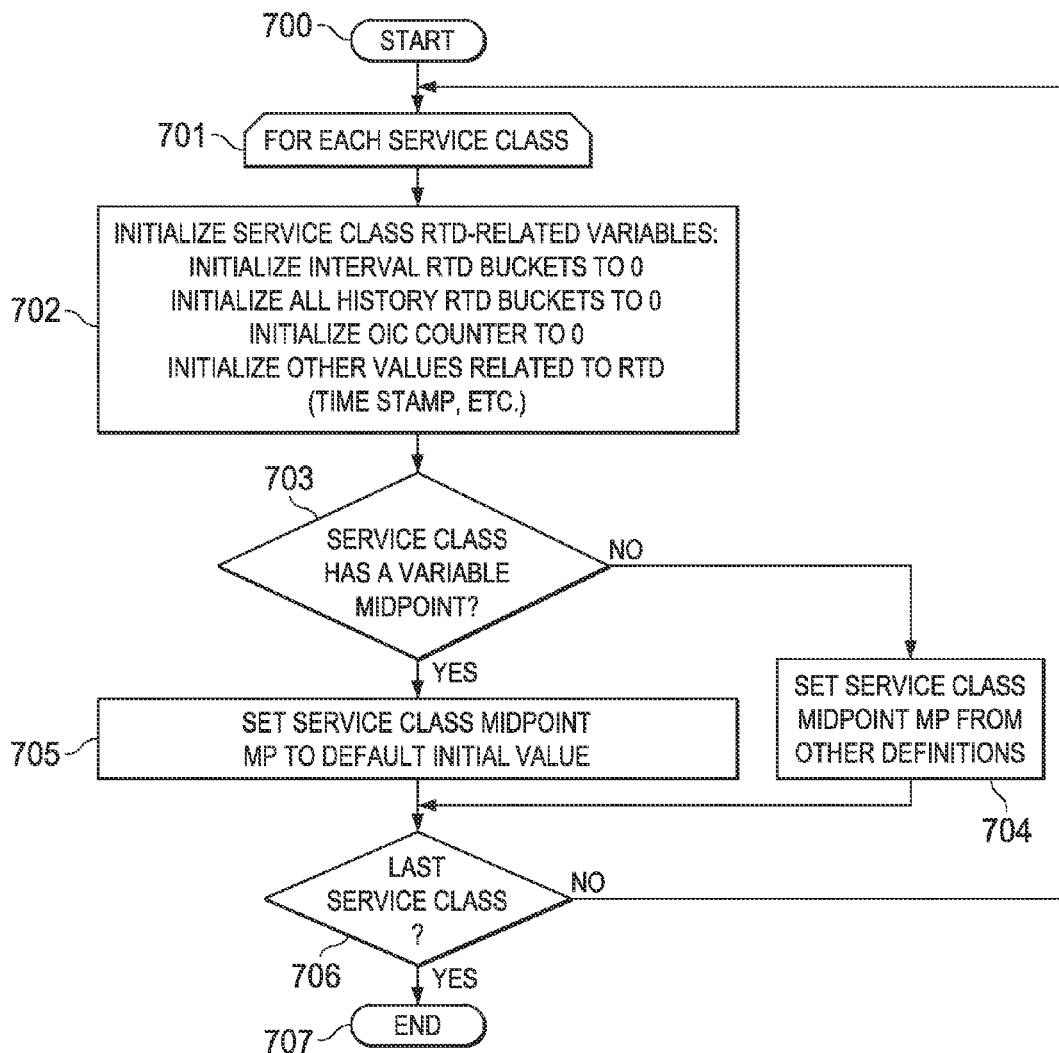 700
START
701
FOR EACH SERVICE CLASS
702
INITIALIZE SERVICE CLASS RTD-RELATED VARIABLES:
INITIALIZE INTERVAL RTD BUCKETS TO 0
INITIALIZE ALL HISTORY RTD BUCKETS TO 0
INITIALIZE OIC COUNTER TO 0
INITIALIZE OTHER VALUES RELATED TO RTD
(TIME STAMP, ETC.)
703
SERVICE CLASS
HAS A VARIABLE
MIDPOINT?
NO
YES
705
SET SERVICE CLASS MIDPOINT
MP TO DEFAULT INITIAL VALUE
SET SERVICE CLASS
MIDPOINT MP FROM
OTHER DEFINITIONS
704
LAST
SERVICE CLASS
?
NO
706
YES
END
707